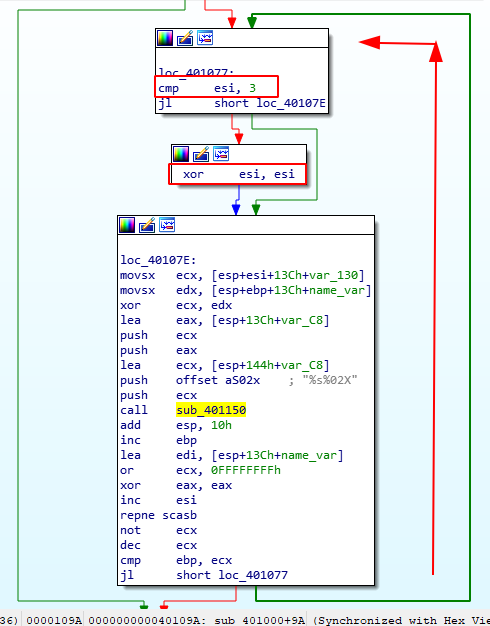 loc_401077:
cmp     esi, 3
jl      short loc_40107E
xor     esi, esi
loc_40107E:
movsx   ecx, [esp+esi+13Ch+var_130]
movsx   edx, [esp+ebp+13Ch+name_var]
xor     ecx, edx
lea     eax, [esp+13Ch+var_C8]
push    ecx
push    eax
lea     ecx, [esp+144h+var_C8]
push    offset aS02x    ; "%s%02X"
push    ecx
call    sub_401150
add     esp, 10h
inc     ebp
lea     edi, [esp+13Ch+name_var]
or      ecx, 0FFFFFFFFh
xor     eax, eax
inc     esi
repne scasb
not     ecx
dec     ecx
cmp     ebp, ecx
jl      short loc_401077
36) 0000109A 000000000040109A: sub 401000+9A (Synchronized with Hex Vie